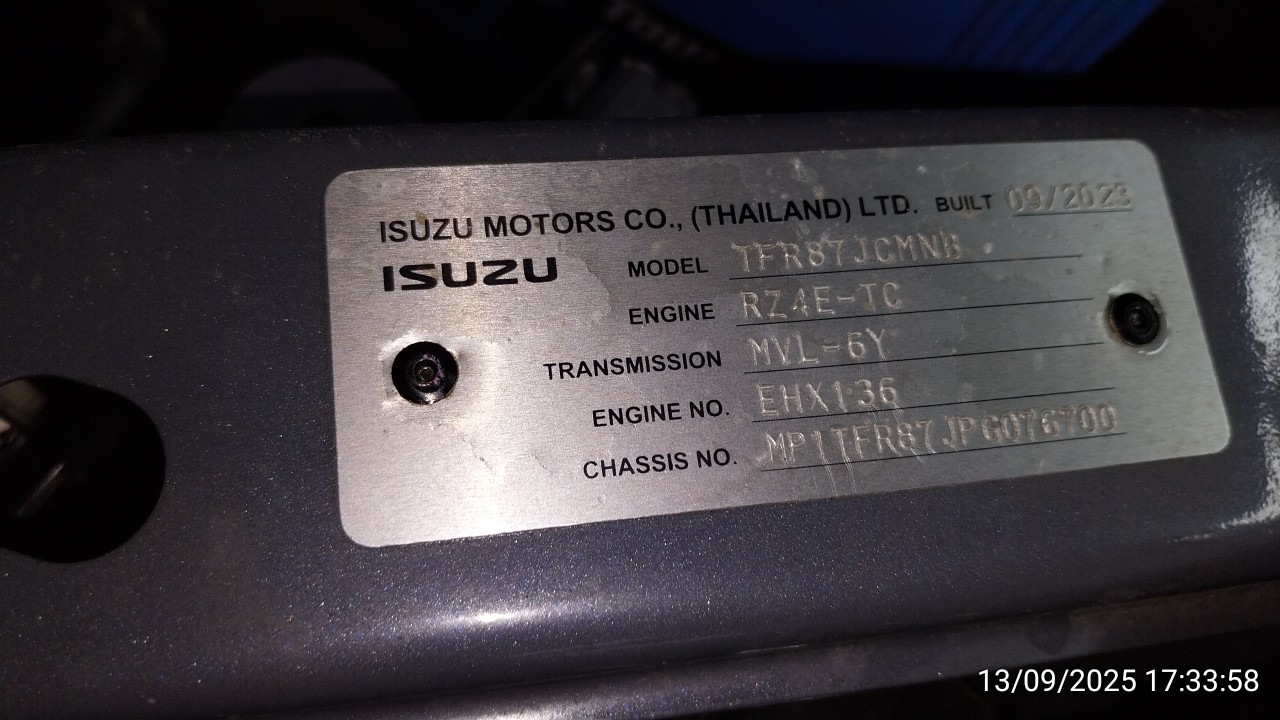 ISUZU MOTORS CO., (THAILAND) LTD. BUILT 09/2023
ISUZU MODEL TFR87JCMNB
ENGINE RZ4E-TC
TRANSMISSION MVL-6Y
ENGINE NO. EHX136
CHASSIS NO. MP1TFR87JPG076700
13/09/2025 17:33:58